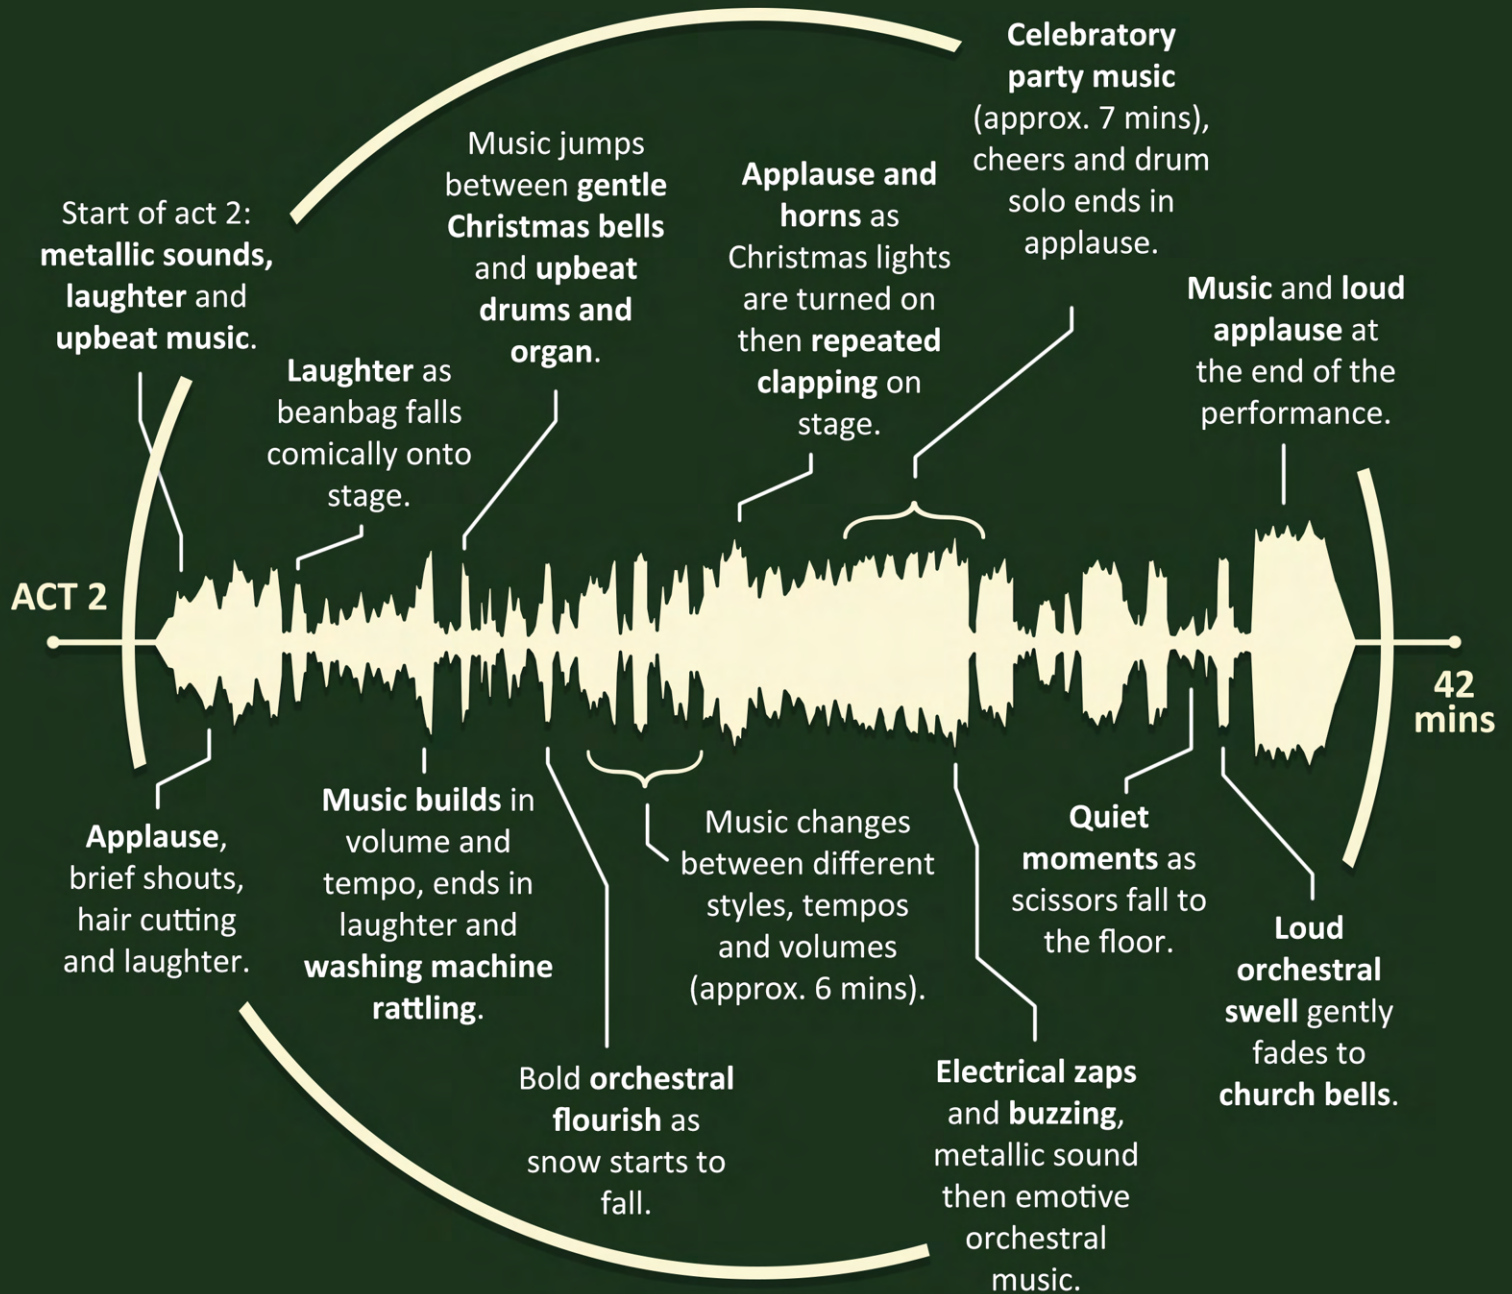 Celebratory
party music
(approx. 7 mins),
cheers and drum
solo ends in
applause.
Music jumps
between gentle
Christmas bells
and upbeat
drums and
organ.
Applause and
horns as
Christmas lights
are turned on
then repeated
clapping on
stage.
Start of act 2:
metallic sounds,
laughter and
upbeat music.
Music and loud
applause at
the end of the
performance.
Laughter as
beanbag falls
comically onto
stage.
ACT 2
42
mins
Applause,
brief shouts,
hair cutting
and laughter.
Music builds in
volume and
tempo, ends in
laughter and
washing machine
rattling.
Music changes
between different
styles, tempos
and volumes
(approx. 6 mins).
Quiet
moments as
scissors fall to
the floor.
Loud
orchestral
swell gently
fades to
church bells.
Bold orchestral
flourish as
snow starts to
fall.
Electrical zaps
and buzzing,
metallic sound
then emotive
orchestral
music.